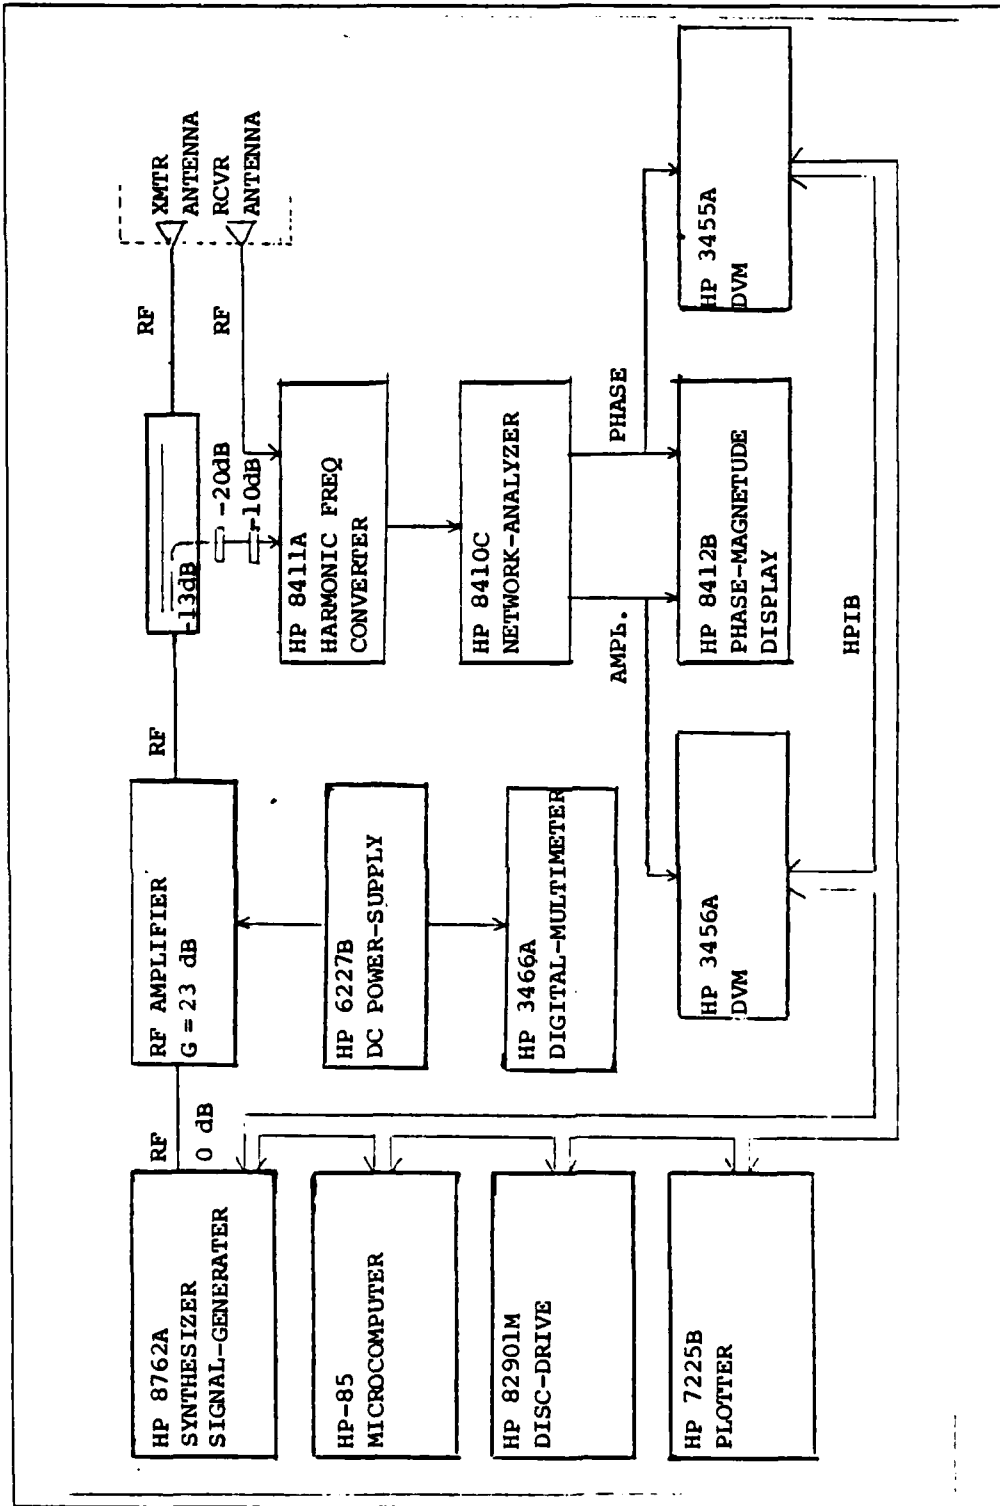 HP 8762A
SYNTHESIZER
SIGNAL-GENERATER
RF
0 dB
RF AMPLIFIER
G = 23 dB
RF
-13dB
-20dB
-10dB
RF
RF
XMTR
ANTENNA
RCVR
ANTENNA
HP-85
MICROCOMPUTER
HP 6227B
DC POWER-SUPPLY
HP 8411A
HARMONIC FREQ
CONVERTER
HP 82901M
DISC-DRIVE
HP 3466A
DIGITAL-MULTIMETER
HP 8410C
NETWORK-ANALYZER
AMPL.
PHASE
HP 7225B
PLOTTER
HP 3456A
DVM
HP 8412B
PHASE-MAGNETUDE
DISPLAY
HP 3455A
DVM
HPIB